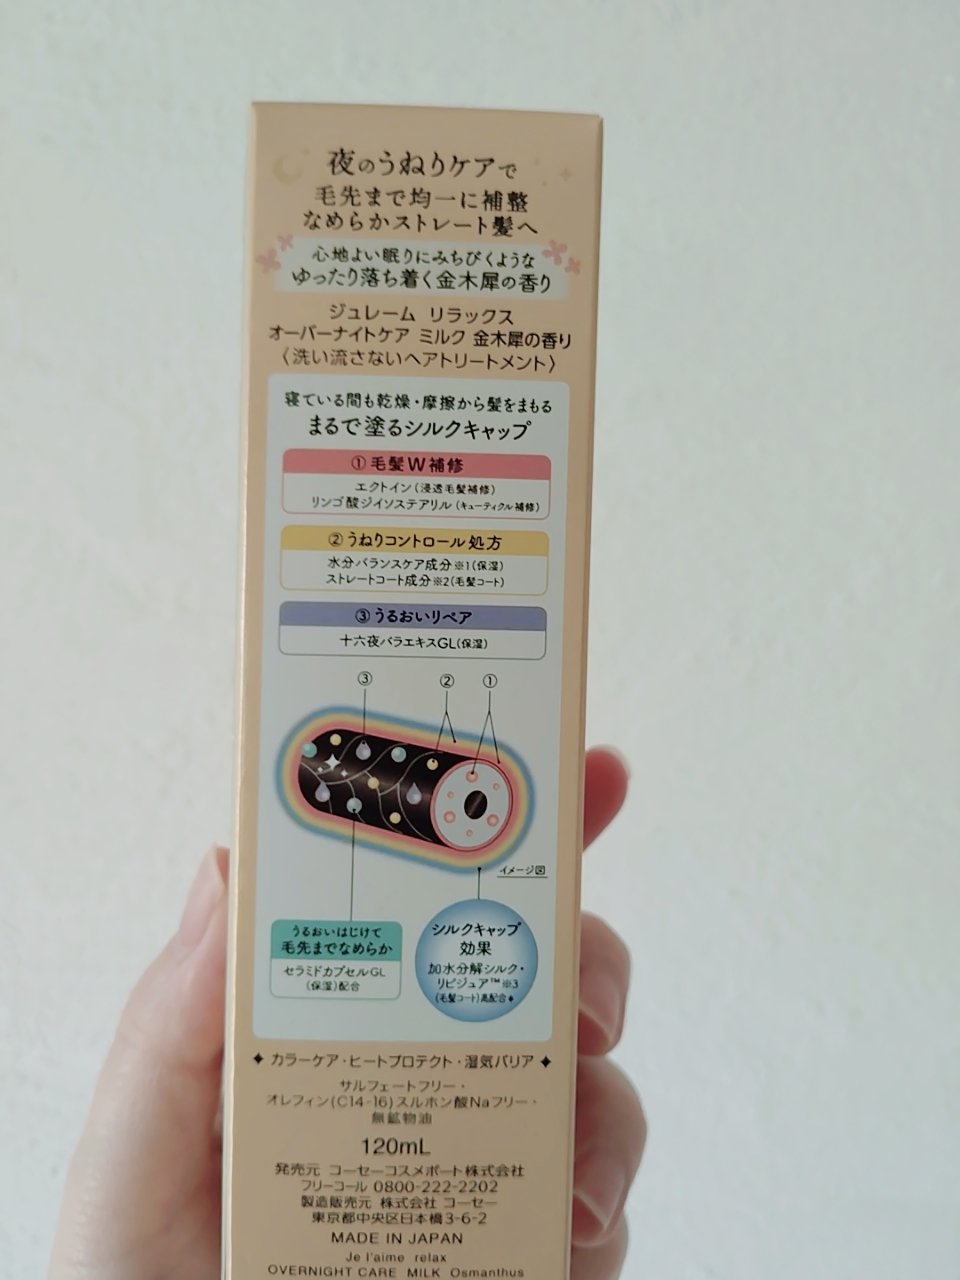 夜のうねりケアで
毛先まで均一に補整
なめらかストレート髪へ
心地よい眠りにみちびくような
ゆったり落ち着く金木犀の香り
ジュレーム リラックス
オーバーナイトケア ミルク 金木犀の香り
〈洗い流さないヘアトリートメント〉
寝ている間も乾燥・摩擦から髪をまもる
まるで塗るシルクキャップ
①毛髪W補修
エクトイン(浸透毛髪補修)
リンゴ酸ジイソステアリル(キューティクル補修)
②うねりコントロール処方
水分バランスケア成分※1(保湿)
ストレートコート成分※2(毛髪コート)
③うるおいリペア
十六夜バラエキスGL(保湿)
③ ② ①
イメージ図
うるおいはじけて
毛先までなめらか
セラミドカプセルGL
(保湿)配合
シルクキャップ
効果
加水分解シルク・
リピジュア™※3
(毛髪コート)高配合◆
◆ カラーケア・ヒートプロテクト・湿気バリア ◆
サルフェートフリー・
オレフィン(C14-16)スルホン酸Naフリー・
無鉱物油
120mL
発売元 コーセーコスメポート株式会社
フリーコール 0800-222-2202
製造販売元 株式会社 コーセー
東京都中央区日本橋3-6-2
MADE IN JAPAN
Je l'aime relax
OVERNIGHT CARE MILK Osmanthus